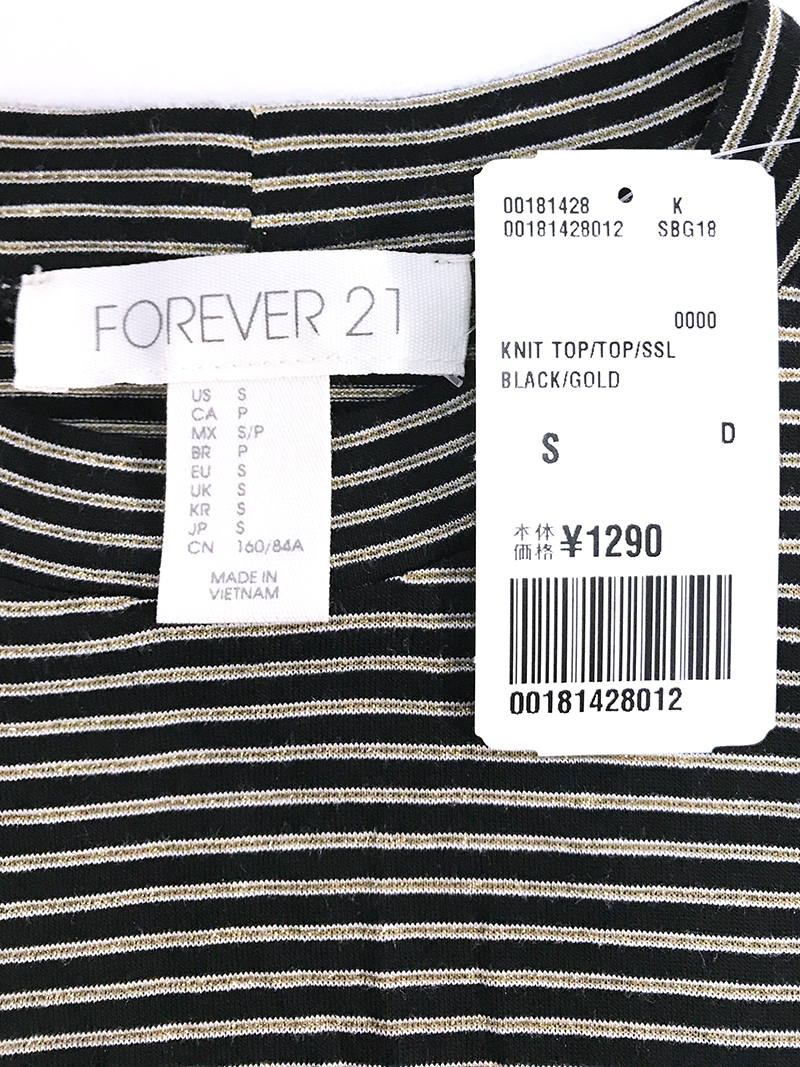 FOREVER 21
US S
CA P
MX S/P
BR P
EU S
UK S
KR S
JP S
CN 160/84A
MADE IN
VIETNAM
00181428 K
00181428012 SBG18
0000
KNIT TOP/TOP/SSL
BLACK/GOLD
S D
本体
価格 ¥1290
00181428012